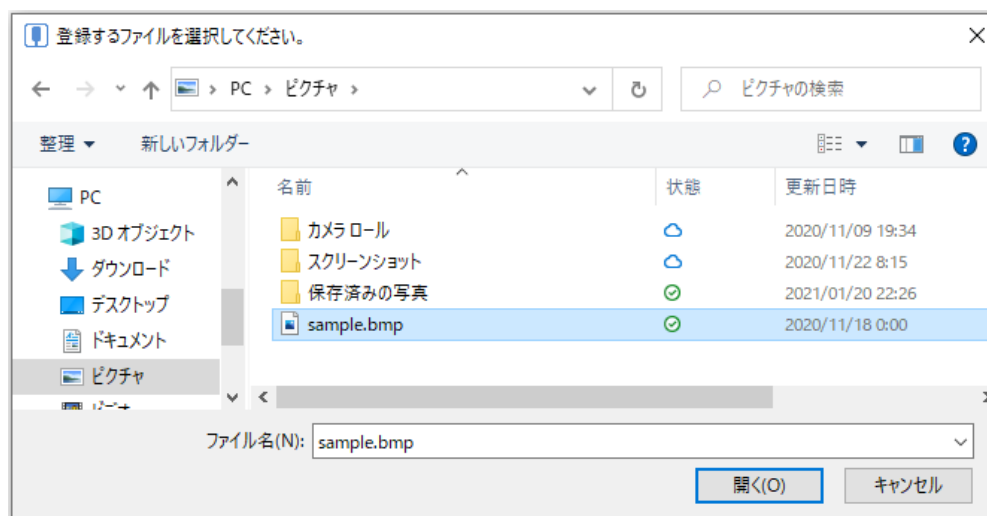 登録するファイルを選択してください。
PC › ピクチャ ›
ピクチャの検索
整理 新しいフォルダー
名前 状態 更新日時
PC
3D オブジェクト
ダウンロード
デスクトップ
ドキュメント
ピクチャ
カメラ ロール 2020/11/09 19:34
スクリーンショット 2020/11/22 8:15
保存済みの写真 2021/01/20 22:26
sample.bmp 2020/11/18 0:00
ファイル名(N): sample.bmp
開く(O) キャンセル